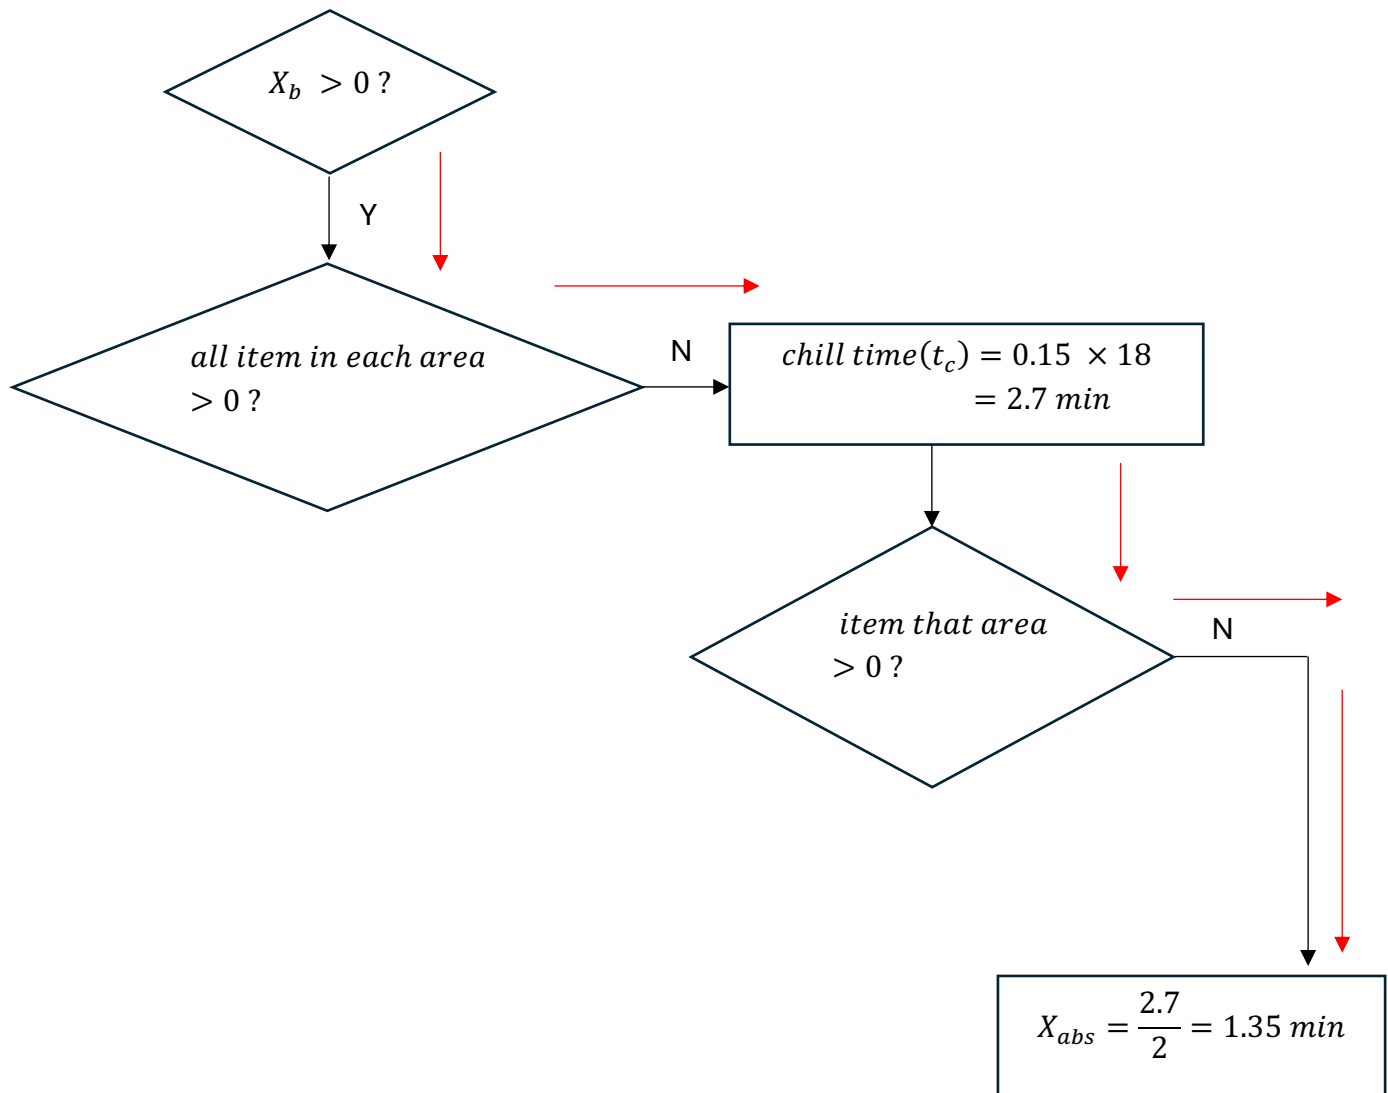 X_b > 0 ?
Y
all item in each area
> 0 ?
N
chill time(t_c) = 0.15 × 18
= 2.7 min
item that area
> 0 ?
N
X_abs = 2.7/2 = 1.35 min